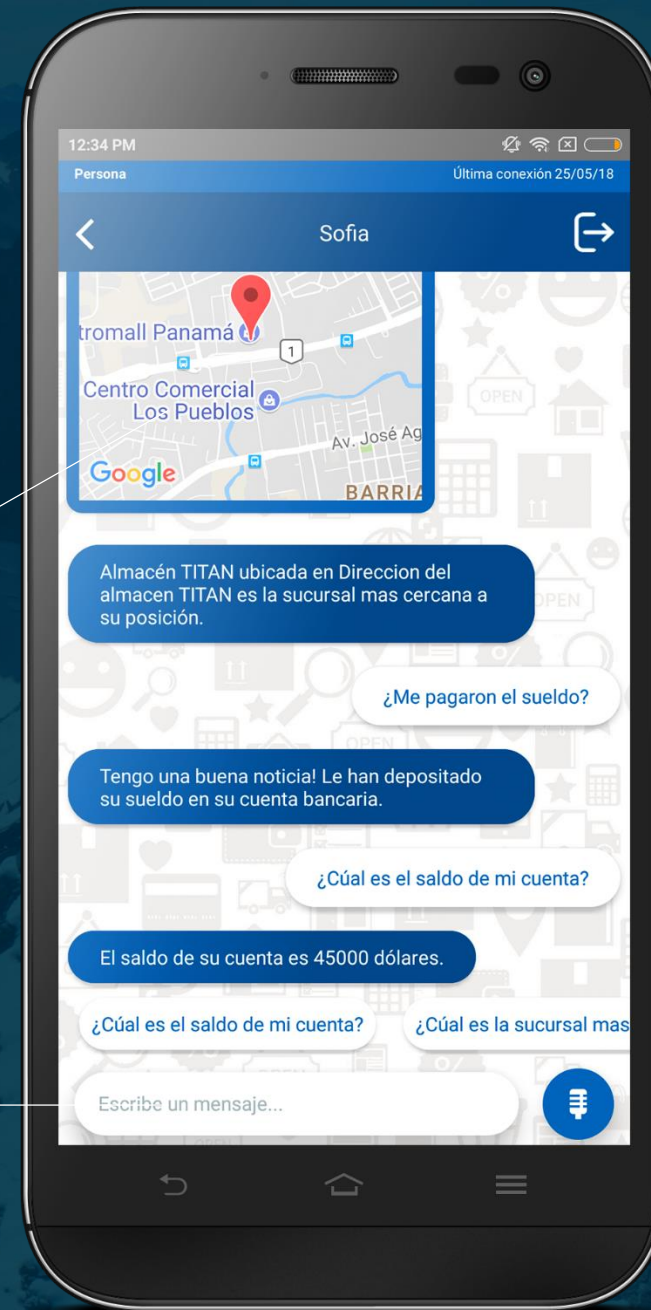 12:34 PM
Persona
Última conexión 25/05/18
Sofia
tromall Panamá
1
Centro Comercial
Los Pueblos
Av. José Ag
Google
BARRIA
Almacén TITAN ubicada en Direccion del
almacen TITAN es la sucursal mas cercana a
su posición.
¿Me pagaron el sueldo?
Tengo una buena noticia! Le han depositado
su sueldo en su cuenta bancaria.
¿Cúal es el saldo de mi cuenta?
El saldo de su cuenta es 45000 dólares.
¿Cúal es el saldo de mi cuenta?
¿Cúal es la sucursal mas
Escribe un mensaje...
OPEN
OPEN
OPEN